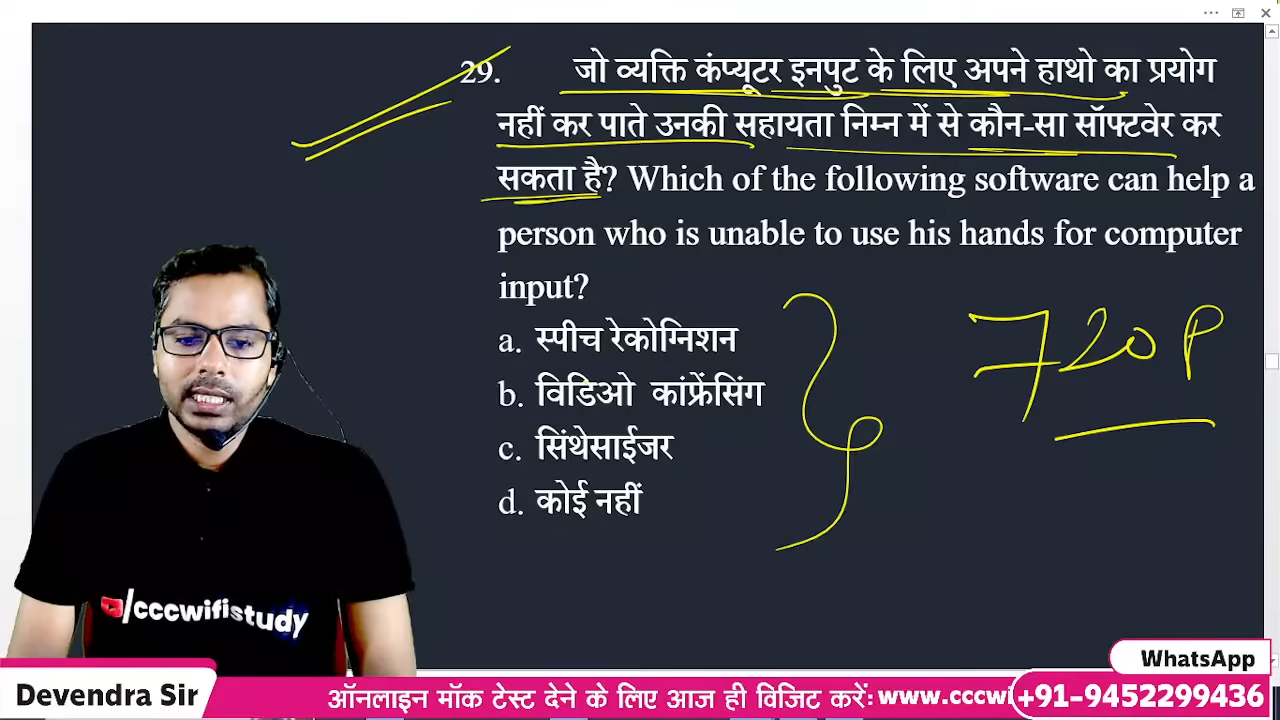 29. जो व्यक्ति कंप्यूटर इनपुट के लिए अपने हाथो का प्रयोग
नहीं कर पाते उनकी सहायता निम्न में से कौन-सा सॉफ्टवेर कर
सकता है? Which of the following software can help a
person who is unable to use his hands for computer
input?
a. स्पीच रेकोग्निशन
b. विडिओ कांफ्रेंसिंग
c. सिंथेसाईजर
d. कोई नहीं
720P
/cccwifistudy
WhatsApp
Devendra Sir
ऑनलाइन मॉक टेस्ट देने के लिए आज ही विजिट करें: www.cccwi
+91-9452299436